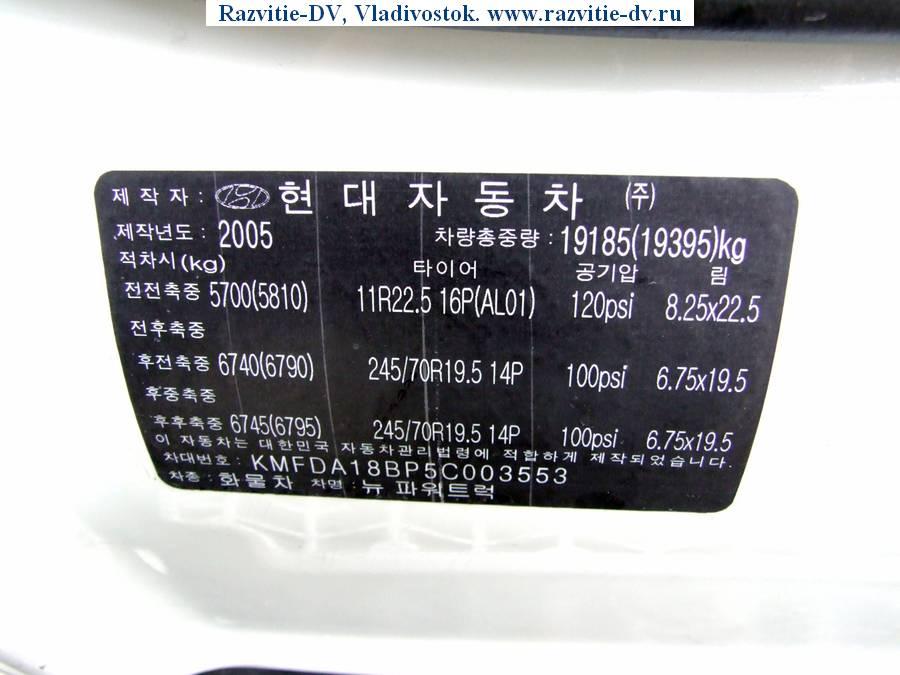 Razvitie-DV, Vladivostok. www.razvitie-dv.ru
제 작 자 : 현 대 자 동 차 (주)
제작년도 : 2005 차량총중량 : 19185(19395)kg
적차시(kg) 타이어 공기압 림
전전축중 5700(5810) 11R22.5 16P(AL01) 120psi 8.25x22.5
전후축중
후전축중 6740(6790) 245/70R19.5 14P 100psi 6.75x19.5
후중축중
후후축중 6745(6795) 245/70R19.5 14P 100psi 6.75x19.5
이 자동차는 대한민국 자동차관리법령에 적합하게 제작되었습니다.
차대번호: KMFDA18BP5C003553
차종: 화물차 차명: 뉴 파워트럭